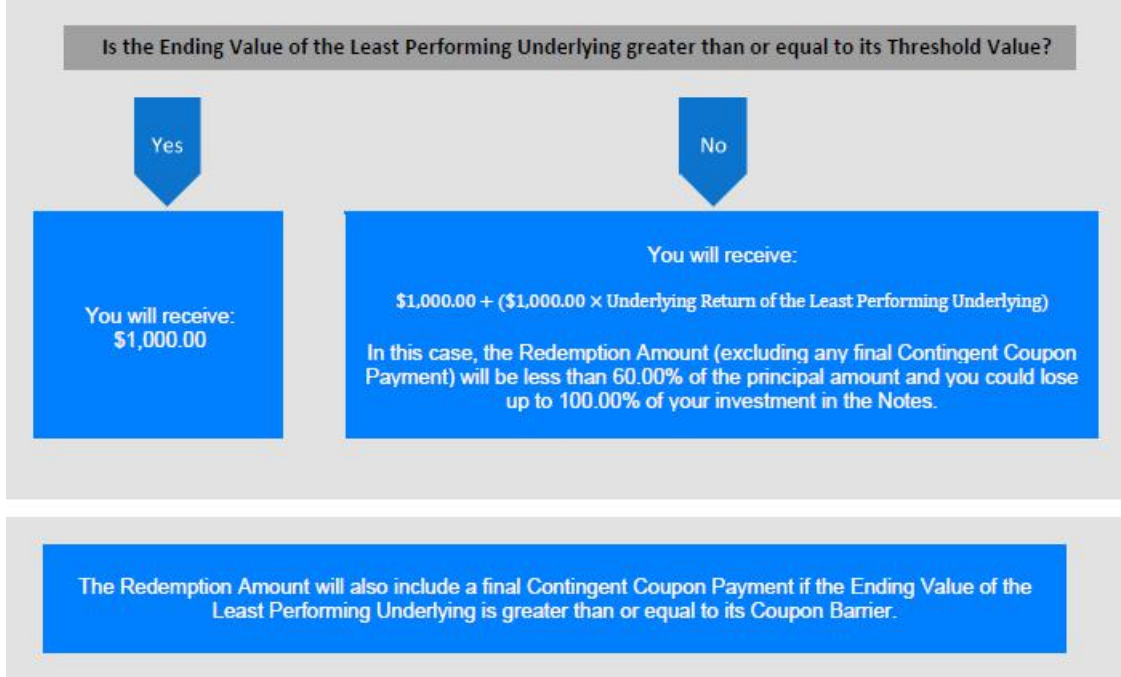 Is the Ending Value of the Least Performing Underlying greater than or equal to its Threshold Value?
Yes
No
You will receive:
$1,000.00
You will receive:
$1,000.00 + ($1,000.00 × Underlying Return of the Least Performing Underlying)
In this case, the Redemption Amount (excluding any final Contingent Coupon
Payment) will be less than 60.00% of the principal amount and you could lose
up to 100.00% of your investment in the Notes.
The Redemption Amount will also include a final Contingent Coupon Payment if the Ending Value of the
Least Performing Underlying is greater than or equal to its Coupon Barrier.